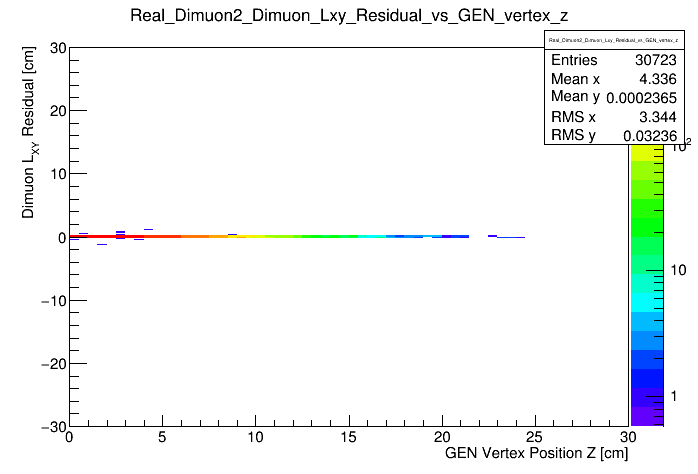 Real_Dimuon2_Dimuon_Lxy_Residual_vs_GEN_vertex_z
Real_Dimuon2_Dimuon_Lxy_Residual_vs_GEN_vertex_z
Entries 30723
Mean x 4.336
Mean y 0.0002365
RMS x 3.344
RMS y 0.03236
Dimuon L_XY Residual [cm]
30
20
10
0
−10
−20
−30
0 5 10 15 20 25 30
GEN Vertex Position Z [cm]
10²
10
1